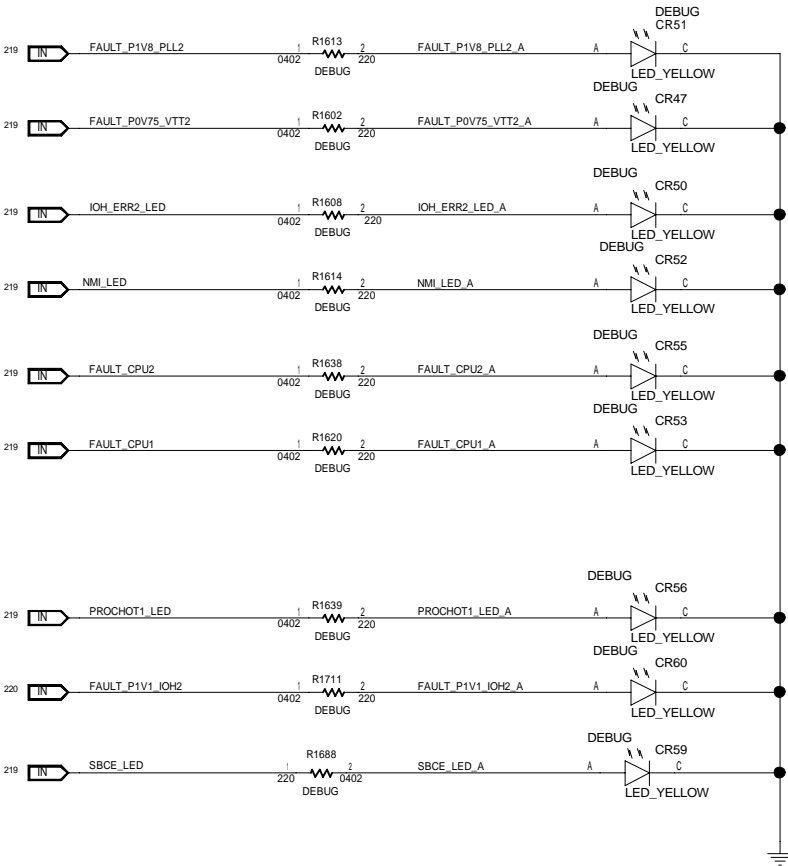 DEBUG
CR51
219 IN FAULT_P1V8_PLL2 1 R1613 2 FAULT_P1V8_PLL2_A A C
0402 220
DEBUG
LED_YELLOW
DEBUG
CR47
219 IN FAULT_P0V75_VTT2 1 R1602 2 FAULT_P0V75_VTT2_A A C
0402 220
DEBUG
LED_YELLOW
DEBUG
CR50
219 IN IOH_ERR2_LED 1 R1608 2 IOH_ERR2_LED_A A C
0402 220
DEBUG
LED_YELLOW
DEBUG
CR52
219 IN NMI_LED 1 R1614 2 NMI_LED_A A C
0402 220
DEBUG
LED_YELLOW
DEBUG
CR55
219 IN FAULT_CPU2 1 R1638 2 FAULT_CPU2_A A C
0402 220
DEBUG
LED_YELLOW
DEBUG
CR53
219 IN FAULT_CPU1 1 R1620 2 FAULT_CPU1_A A C
0402 220
DEBUG
LED_YELLOW
DEBUG
CR56
219 IN PROCHOT1_LED 1 R1639 2 PROCHOT1_LED_A A C
0402 220
DEBUG
LED_YELLOW
DEBUG
CR60
220 IN FAULT_P1V1_IOH2 1 R1711 2 FAULT_P1V1_IOH2_A A C
0402 220
DEBUG
LED_YELLOW
DEBUG
CR59
219 IN SBCE_LED 1 R1688 2 SBCE_LED_A A C
220 0402
DEBUG
LED_YELLOW